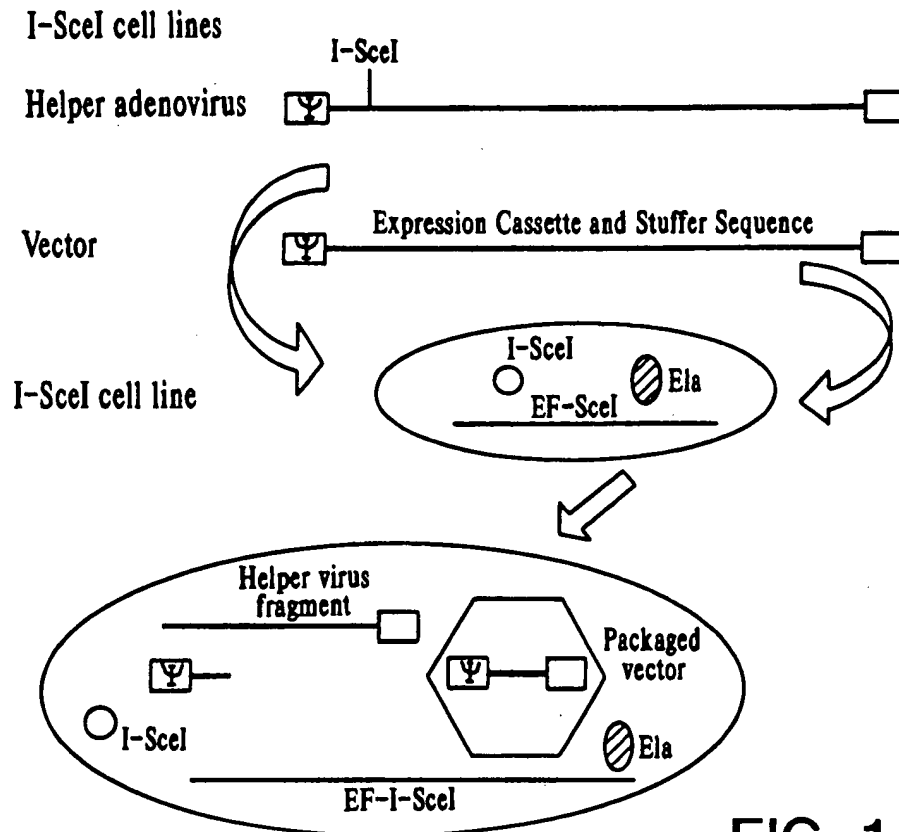 I-SceI cell lines
I-SceI
Helper adenovirus
Ψ
Vector
Expression Cassette and Stuffer Sequence
Ψ
I-SceI cell line
I-SceI
Ela
EF-SceI
Helper virus
fragment
Ψ
Ψ
Packaged
vector
I-SceI
Ela
EF-I-SceI
FIG. 1